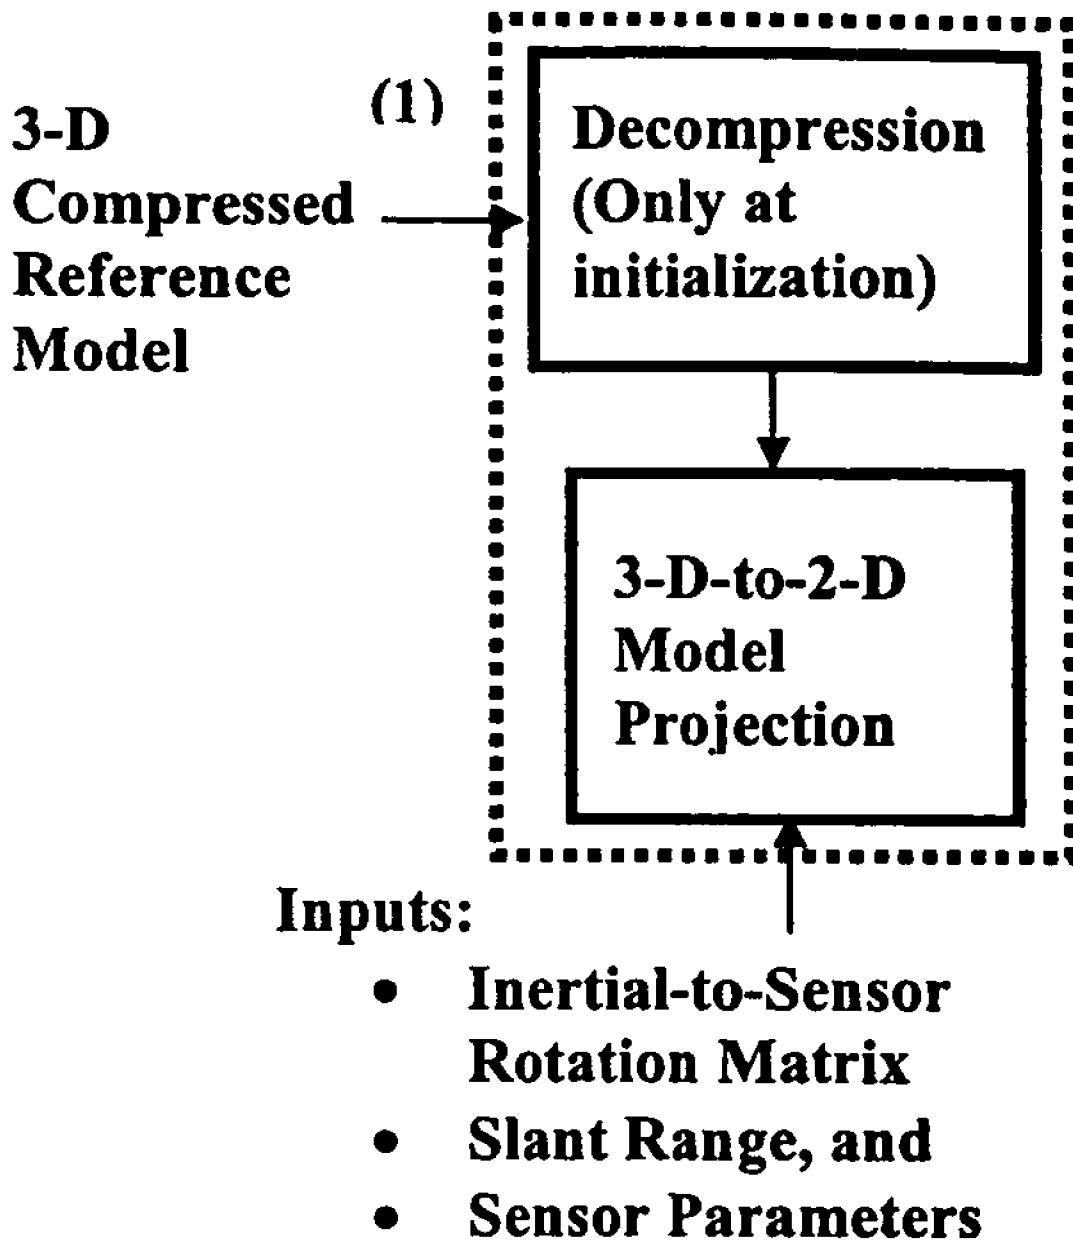 (1)
3-D
Compressed
Reference
Model
Decompression
(Only at
initialization)
3-D-to-2-D
Model
Projection
Inputs:
• Inertial-to-Sensor
Rotation Matrix
• Slant Range, and
• Sensor Parameters